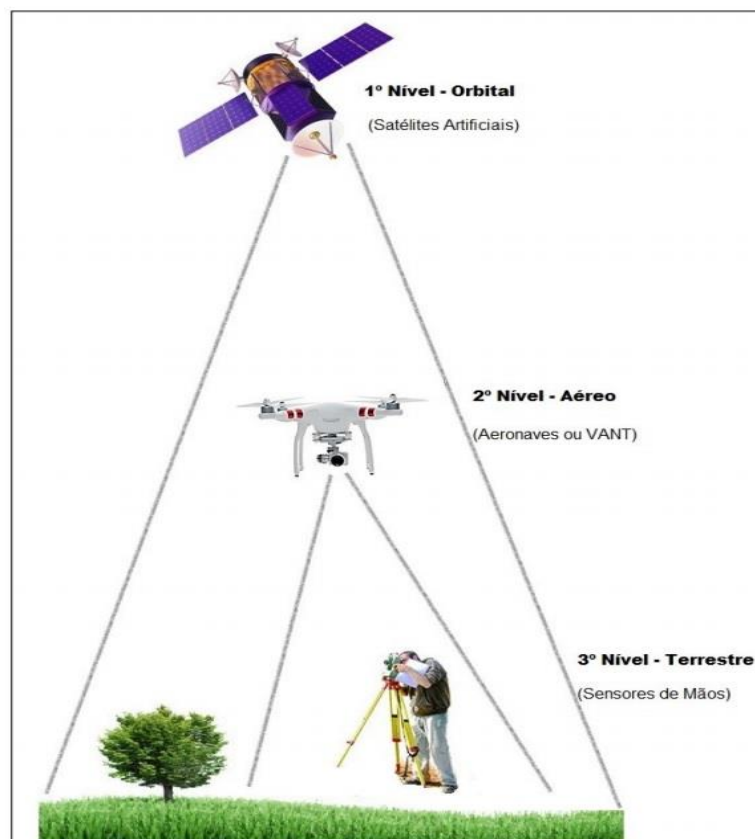 1º Nível - Orbital
(Satélites Artificiais)
2º Nível - Aéreo
(Aeronaves ou VANT)
3º Nível - Terrestre
(Sensores de Mãos)